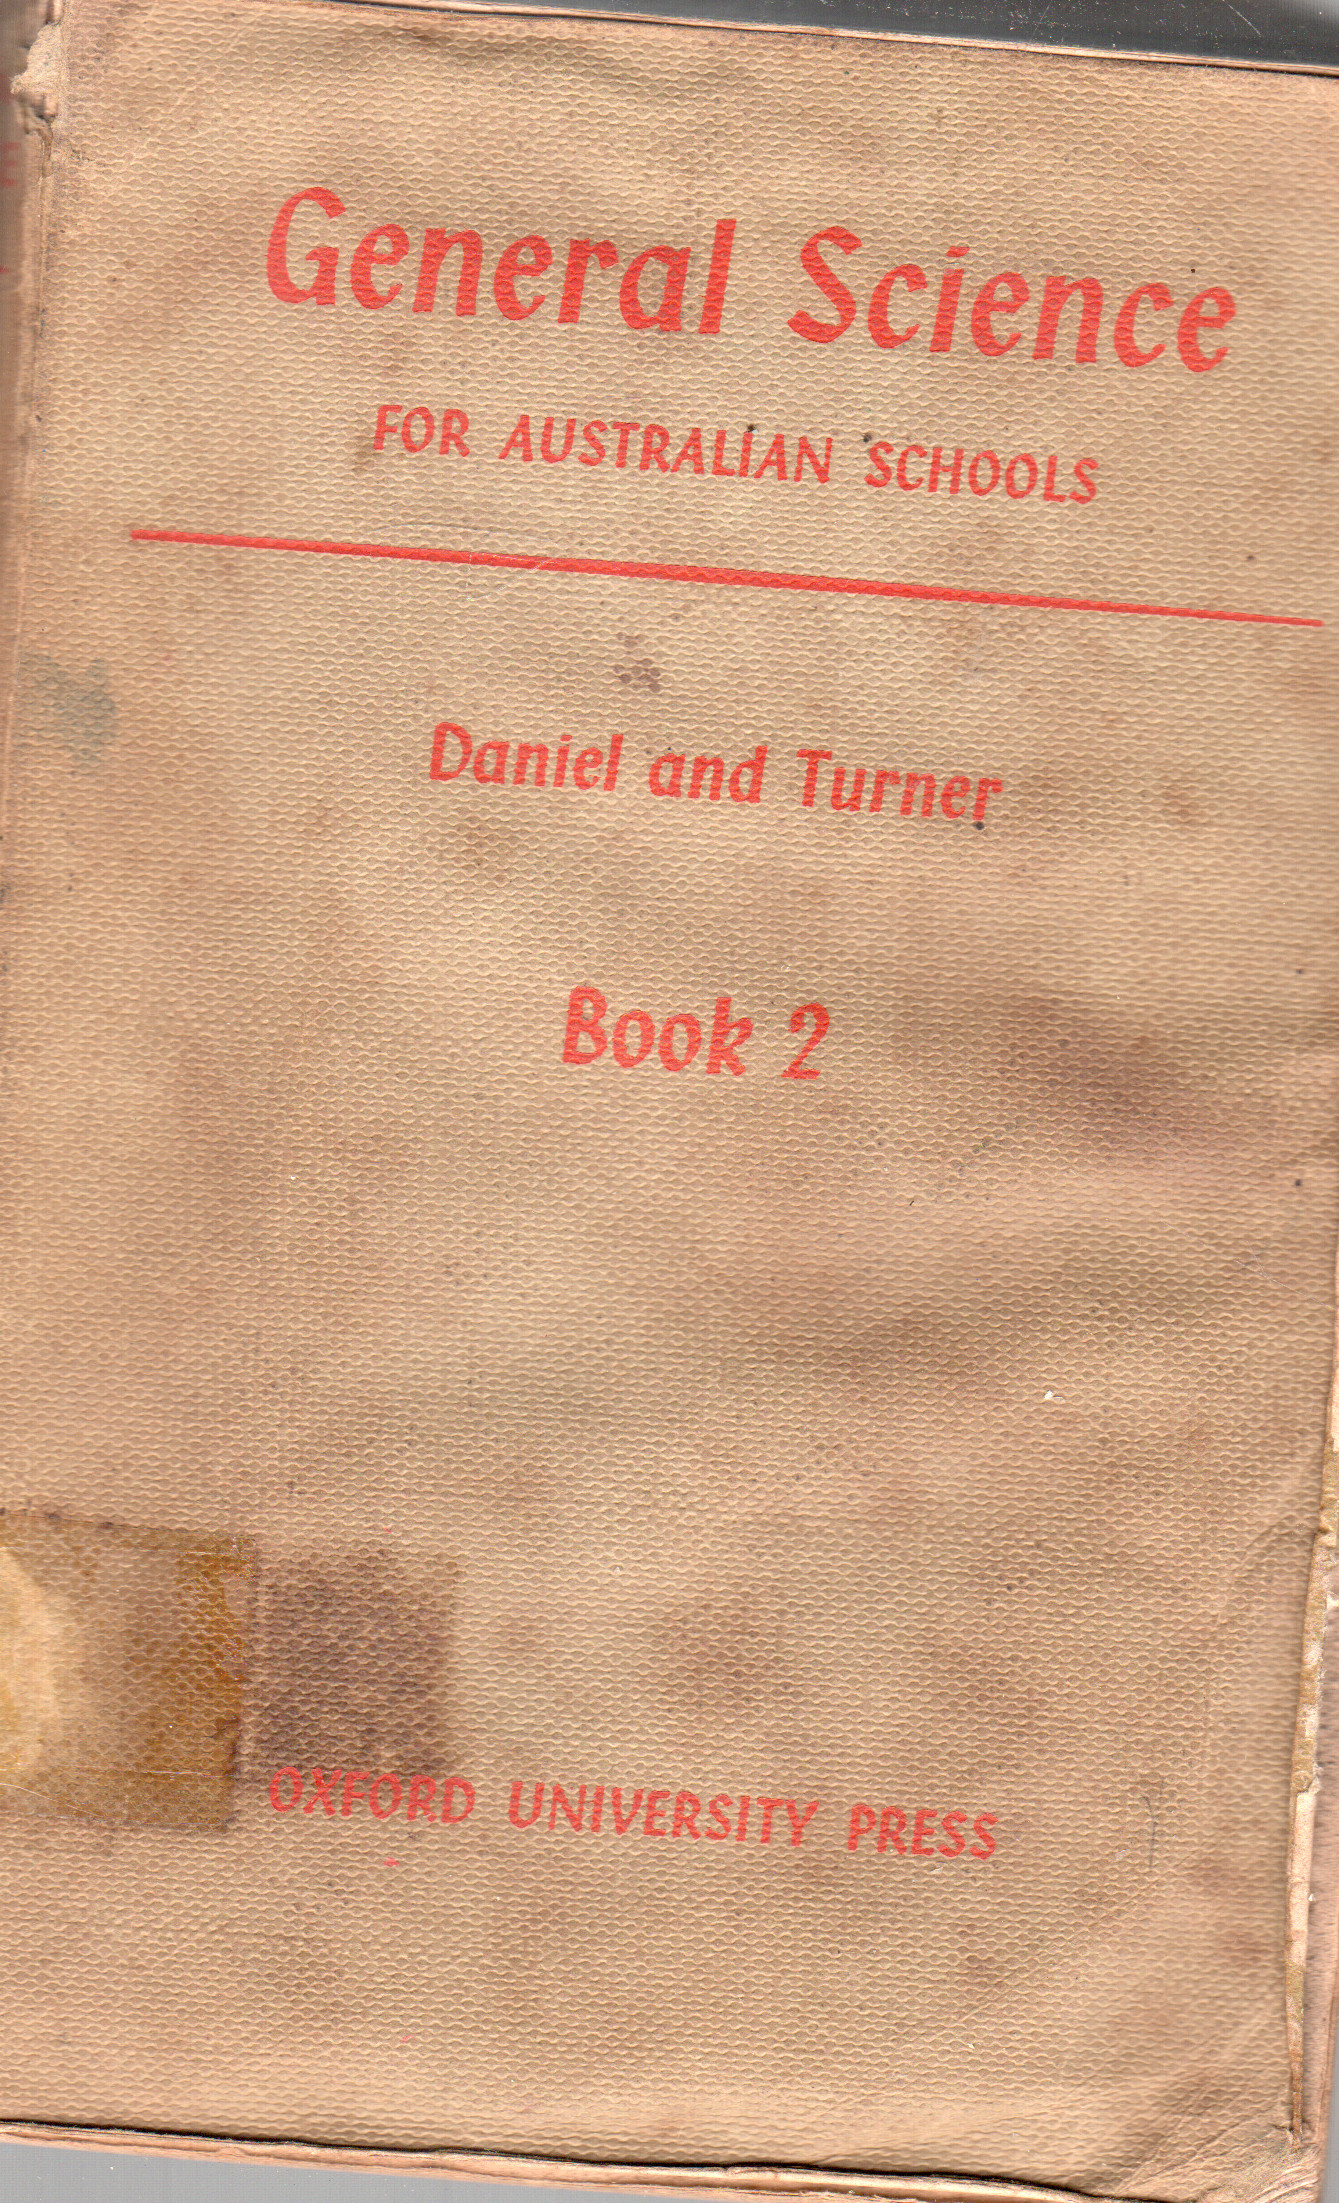 General Science
FOR AUSTRALIAN SCHOOLS
Daniel and Turner
Book 2
OXFORD UNIVERSITY PRESS